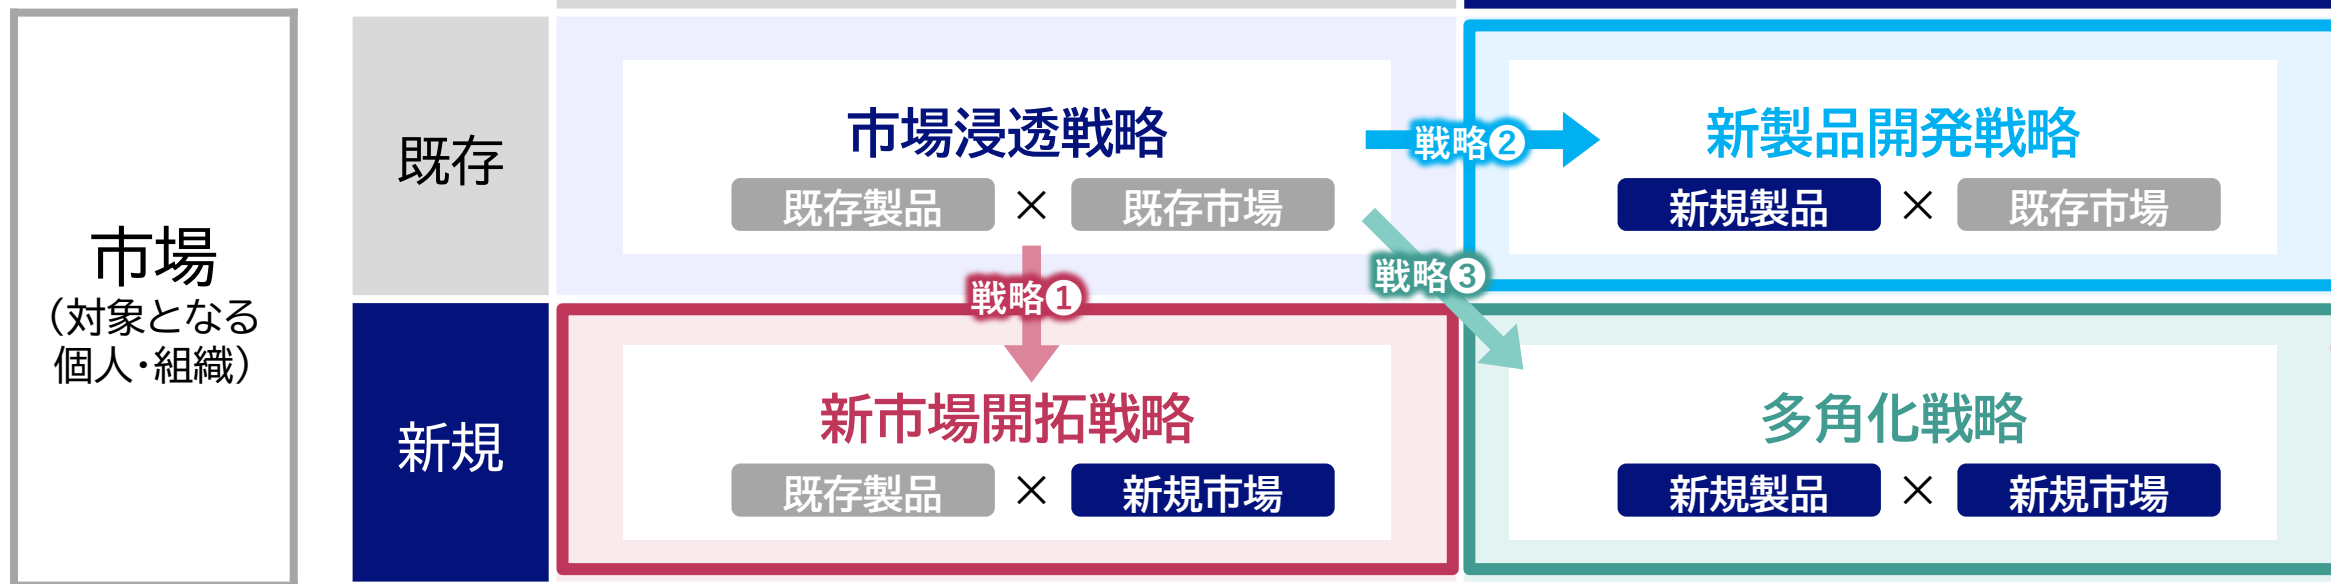 市場
（対象となる
個人・組織）
既存
市場浸透戦略
既存製品 × 既存市場
戦略❷
新製品開発戦略
新規製品 × 既存市場
戦略❶
戦略❸
新規
新市場開拓戦略
既存製品 × 新規市場
多角化戦略
新規製品 × 新規市場